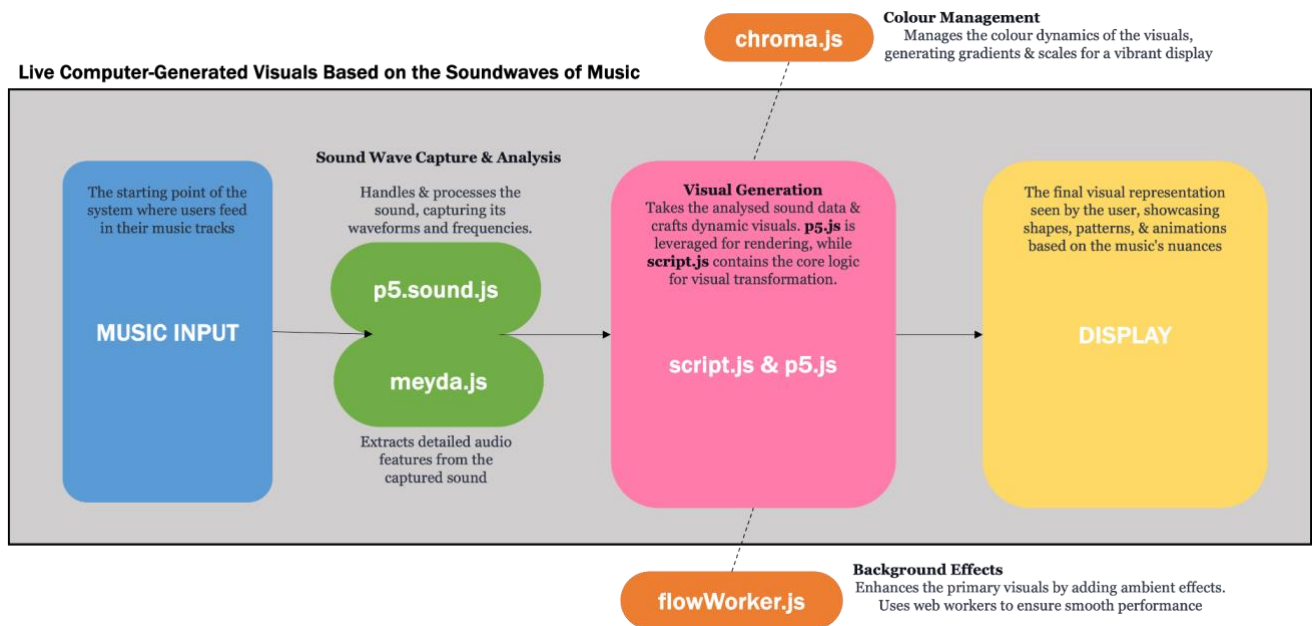 chroma.js
Colour Management
Manages the colour dynamics of the visuals,
generating gradients & scales for a vibrant display
Live Computer-Generated Visuals Based on the Soundwaves of Music
The starting point of the
system where users feed
in their music tracks
MUSIC INPUT
Sound Wave Capture & Analysis
Handles & processes the
sound, capturing its
waveforms and frequencies.
p5.sound.js
meyda.js
Extracts detailed audio
features from the
captured sound
Visual Generation
Takes the analysed sound data &
crafts dynamic visuals. p5.js is
leveraged for rendering, while
script.js contains the core logic
for visual transformation.
script.js & p5.js
The final visual representation
seen by the user, showcasing
shapes, patterns, & animations
based on the music's nuances
DISPLAY
flowWorker.js
Background Effects
Enhances the primary visuals by adding ambient effects.
Uses web workers to ensure smooth performance